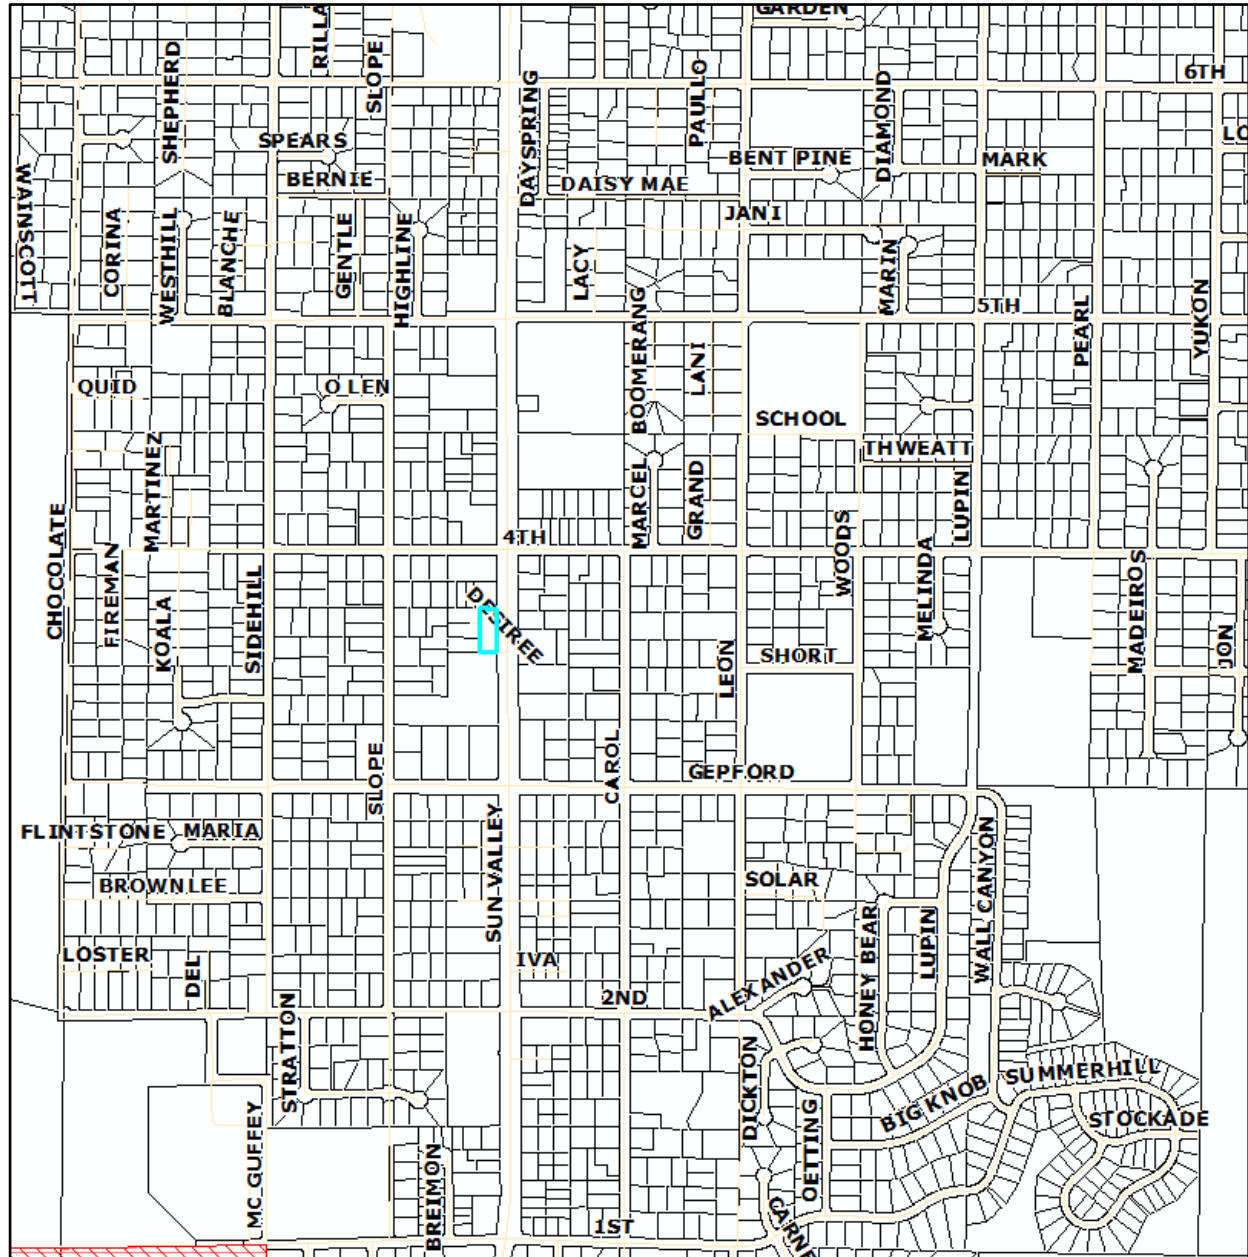 GARDEN
RILLA
SLOPE
SHEPHERD
6TH
DAYSPRING
PAULLO
DIAMOND
SPEARS
LO
BENT PINE
MARK
BERNIE
DAISY MAE
WAINSCOTT
CORINA
WESTHILL
BLANCHE
GENTLE
HIGHLINE
JANI
LACY
MARIN
5TH
PEARL
YUKON
BOOMERANG
LANI
QUID
O LEN
SCHOOL
THWEATT
MARTINEZ
MARCEL
GRAND
LUPIN
WOODS
4TH
CHOCOLATE
FIREMAN
KOALA
SIDEHILL
DESIREE
MELINDA
MADEIROS
JON
SHORT
LEON
SLOPE
CAROL
GEPFORD
FLINTSTONE
MARIA
SUN VALLEY
WALL CANYON
BROWNLEE
SOLAR
HONEY BEAR
LUPIN
LOSTER
DEL
IVA
ALEXANDER
2ND
STRATTON
DICKTON
OETTING
BIG KNOB
SUMMERHILL
STOCKADE
MC GUFFEY
BREIMON
1ST
CARNE